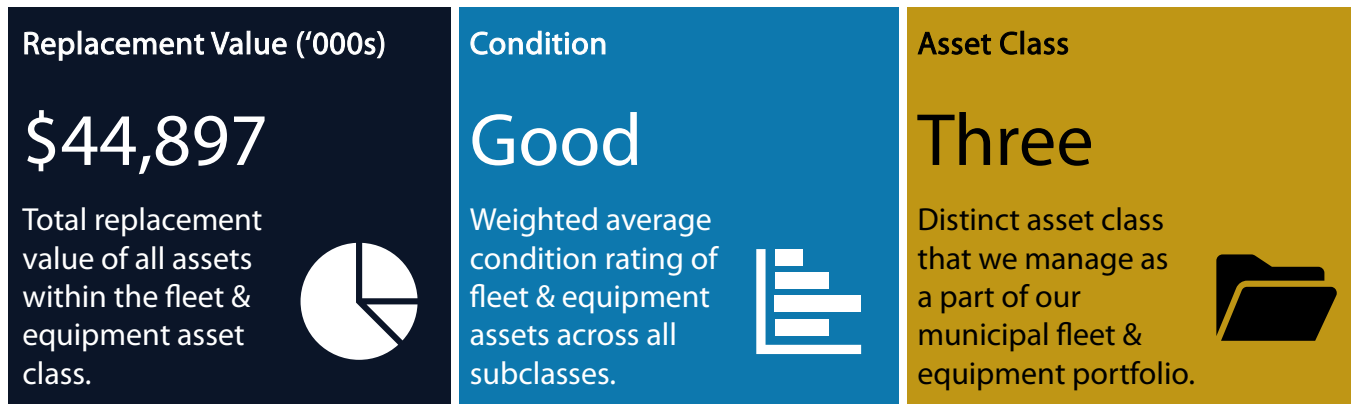 Replacement Value (‘000s)
$44,897
Total replacement
value of all assets
within the fleet &
equipment asset
class.
Condition
Good
Weighted average
condition rating of
fleet & equipment
assets across all
subclasses.
Asset Class
Three
Distinct asset class
that we manage as
a part of our
municipal fleet &
equipment portfolio.